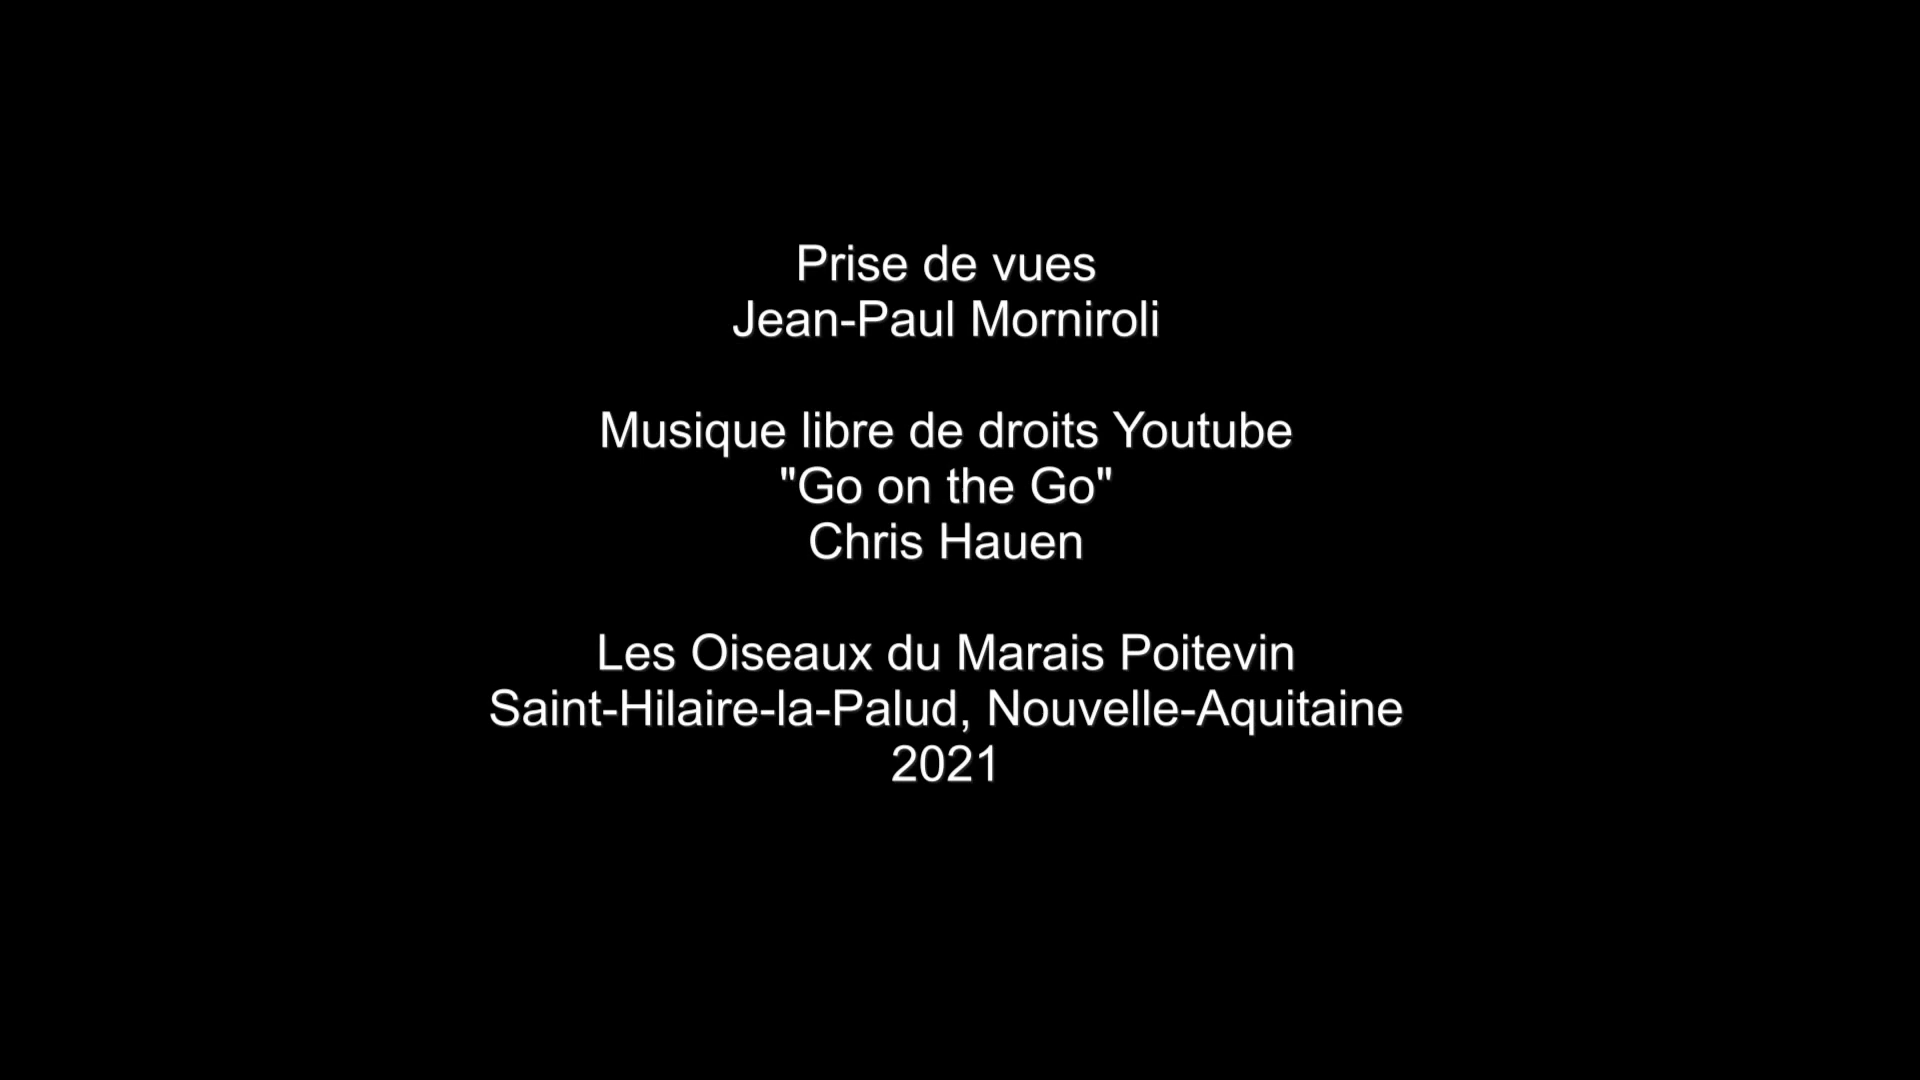 Prise de vues
Jean-Paul Morniroli
Musique libre de droits Youtube
"Go on the Go"
Chris Hauen
Les Oiseaux du Marais Poitevin
Saint-Hilaire-la-Palud, Nouvelle-Aquitaine
2021